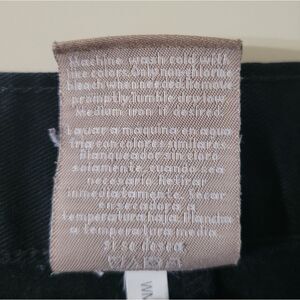 Machine wash cold with
like colors. Only non-chlorine
bleach when needed. Remove
promptly. Tumble dry low
Medium iron if desired.
Lavar a maquina en agua
fria con colores similares
Blanqueador sin cloro
solamente, cuando sea
necesario Retirar
inmediatamente. Secar
en secadora a
temperatura baja. Plancha
a temperatura media
Si se desea